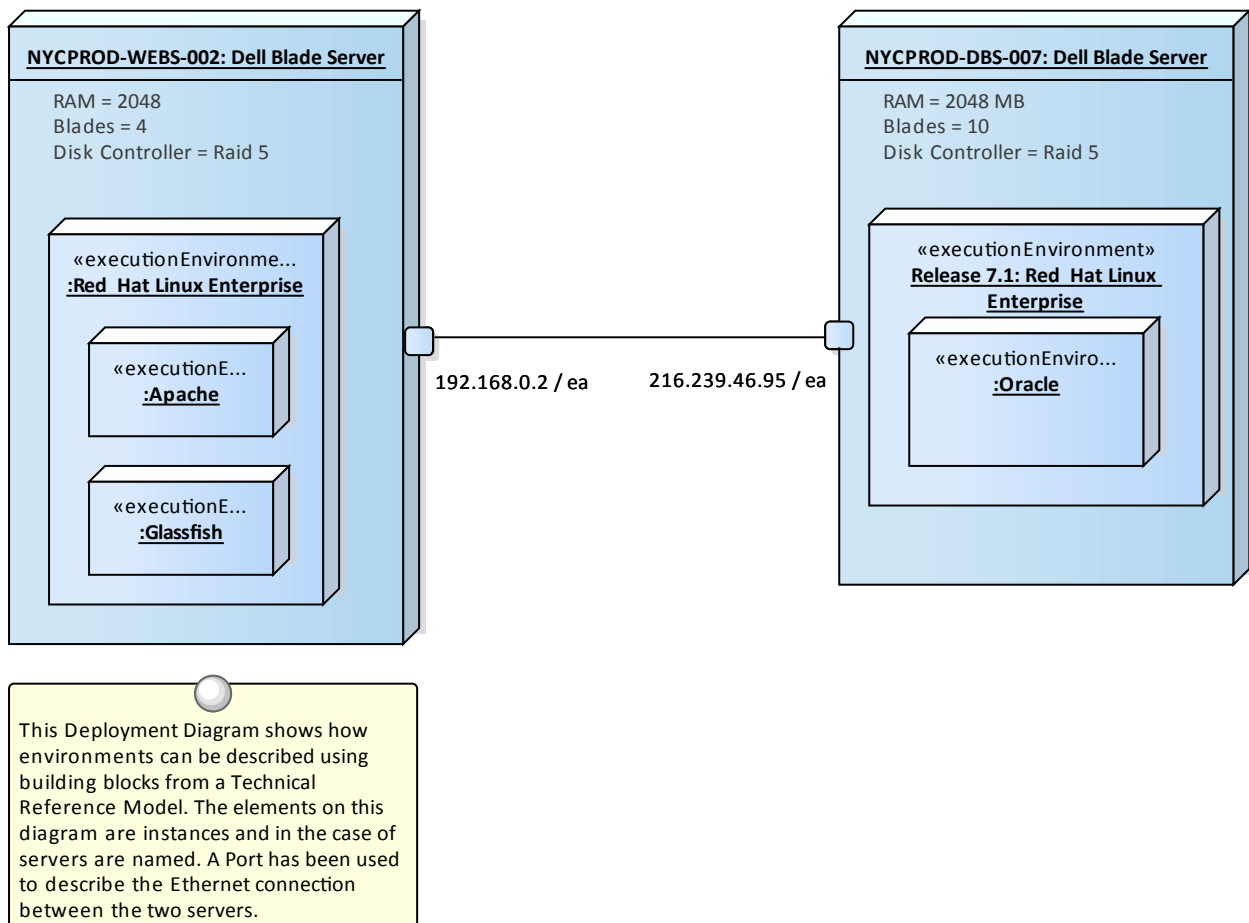 NYCPROD-WEBS-002: Dell Blade Server
RAM = 2048
Blades = 4
Disk Controller = Raid 5
«executionEnvironme...
:Red  Hat Linux Enterprise
«executionE...
:Apache
«executionE...
:Glassfish
192.168.0.2 / ea
216.239.46.95 / ea
NYCPROD-DBS-007: Dell Blade Server
RAM = 2048 MB
Blades = 10
Disk Controller = Raid 5
«executionEnvironment»
Release 7.1: Red  Hat Linux
Enterprise
«executionEnviro...
:Oracle
This Deployment Diagram shows how
environments can be described using
building blocks from a Technical
Reference Model. The elements on this
diagram are instances and in the case of
servers are named. A Port has been used
to describe the Ethernet connection
between the two servers.